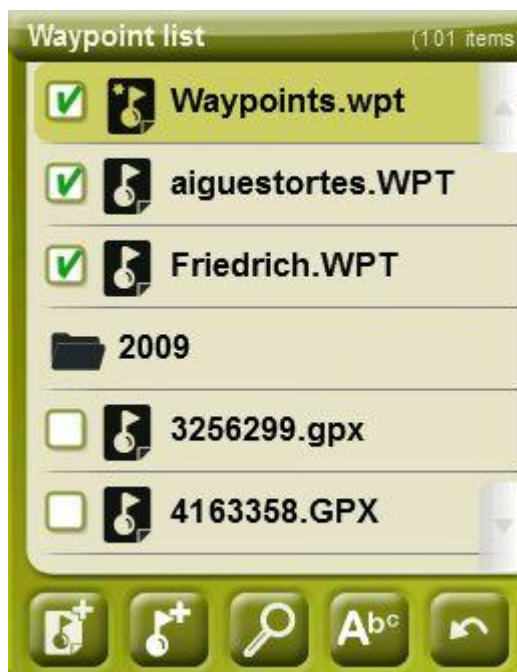 Waypoint list (101 items
Waypoints.wpt
aiguestortes.WPT
Friedrich.WPT
2009
3256299.gpx
4163358.GPX
Abc